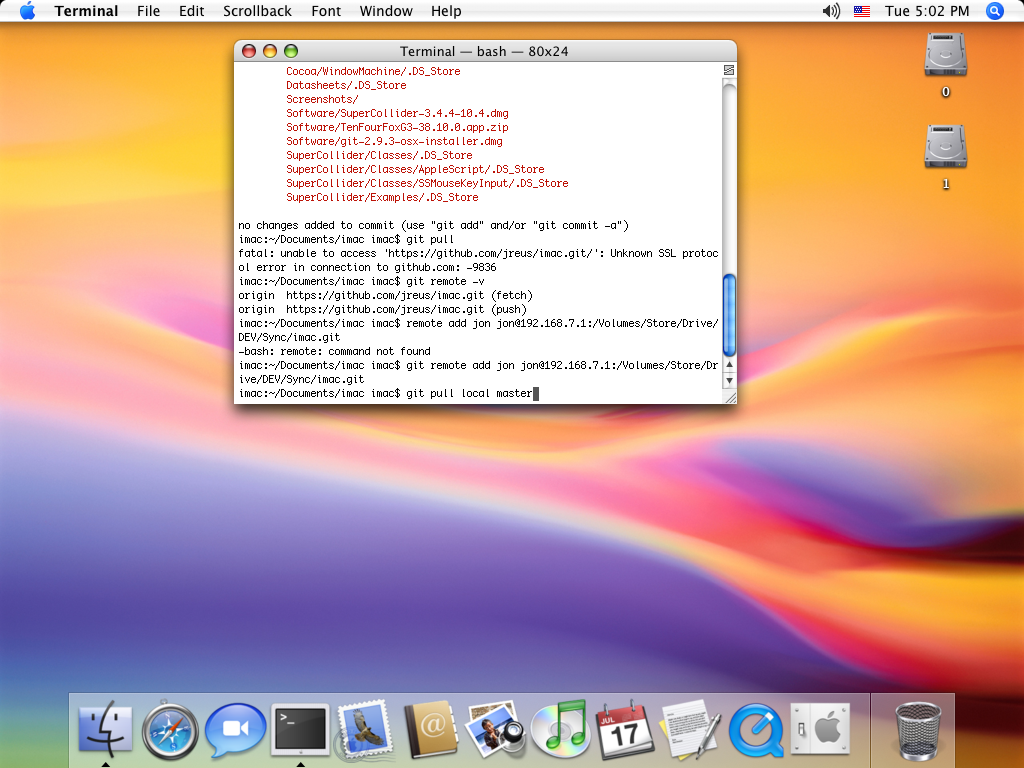 Terminal File Edit Scrollback Font Window Help Tue 5:02 PM
Terminal — bash — 80x24
Cocoa/WindowMachine/.DS_Store
Datasheets/.DS_Store
Screenshots/
Software/SuperCollider-3.4.4-10.4.dmg
Software/TenFourFoxG3-38.10.0.app.zip
Software/git-2.9.3-osx-installer.dmg
SuperCollider/Classes/.DS_Store
SuperCollider/Classes/AppleScript/.DS_Store
SuperCollider/Classes/SSMouseKeyInput/.DS_Store
SuperCollider/Examples/.DS_Store
no changes added to commit (use "git add" and/or "git commit -a")
imac:~/Documents/imac imac$ git pull
fatal: unable to access 'https://github.com/jreus/imac.git/': Unknown SSL protoc
ol error in connection to github.com: -9836
imac:~/Documents/imac imac$ git remote -v
origin  https://github.com/jreus/imac.git (fetch)
origin  https://github.com/jreus/imac.git (push)
imac:~/Documents/imac imac$ remote add jon jon@192.168.7.1:/Volumes/Store/Drive/
DEV/Sync/imac.git
-bash: remote: command not found
imac:~/Documents/imac imac$ git remote add jon jon@192.168.7.1:/Volumes/Store/Dr
ive/DEV/Sync/imac.git
imac:~/Documents/imac imac$ git pull local master
0
1
>_
@
JUL
17